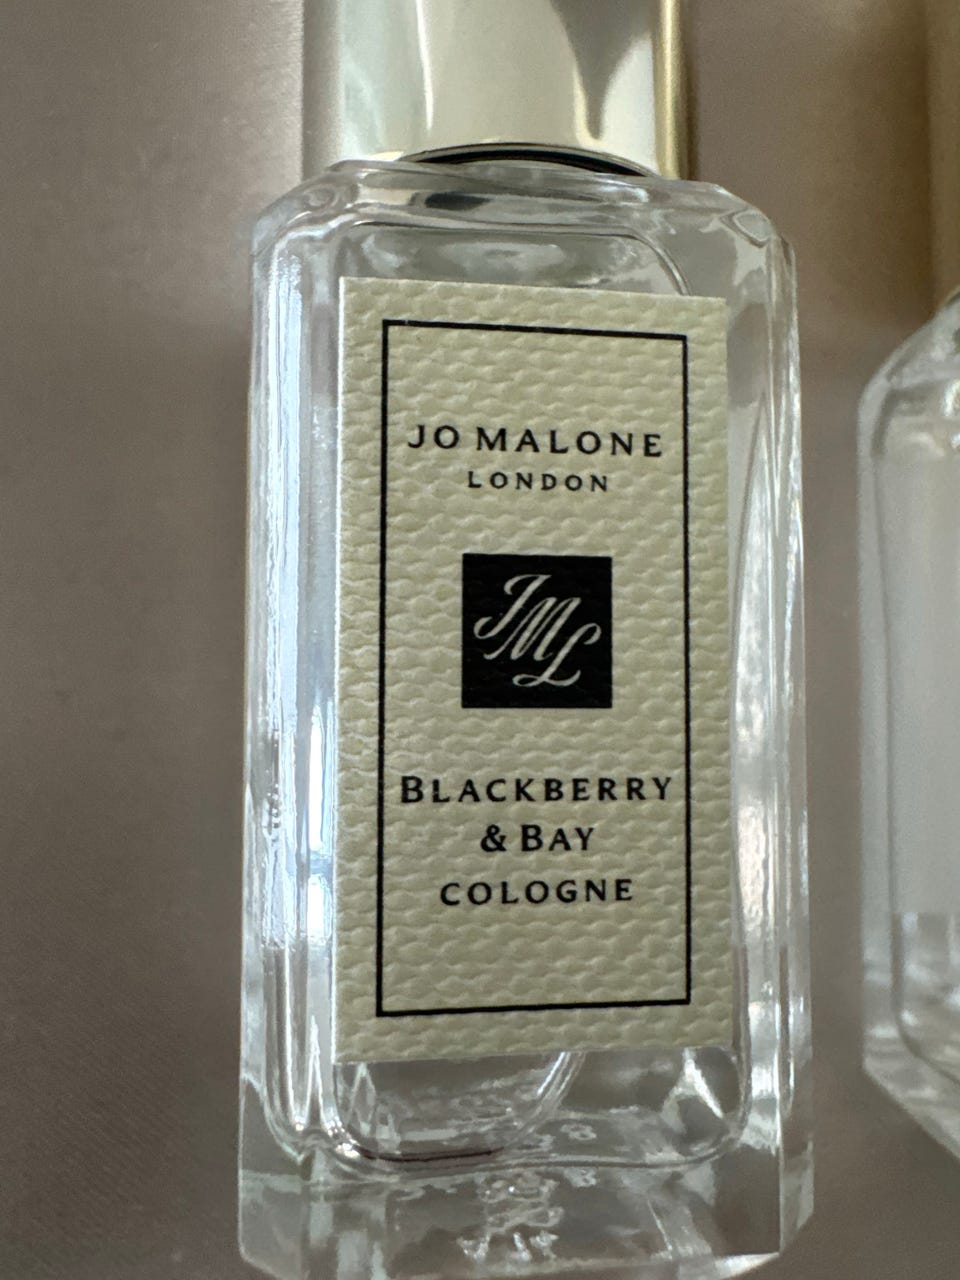 JO MALONE
LONDON
JML
BLACKBERRY
& BAY
COLOGNE